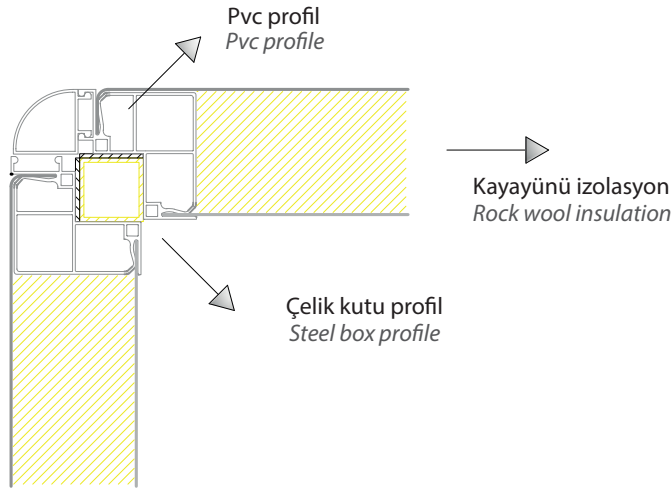 Pvc profil
Pvc profile
Kayayünü izolasyon
Rock wool insulation
Çelik kutu profil
Steel box profile